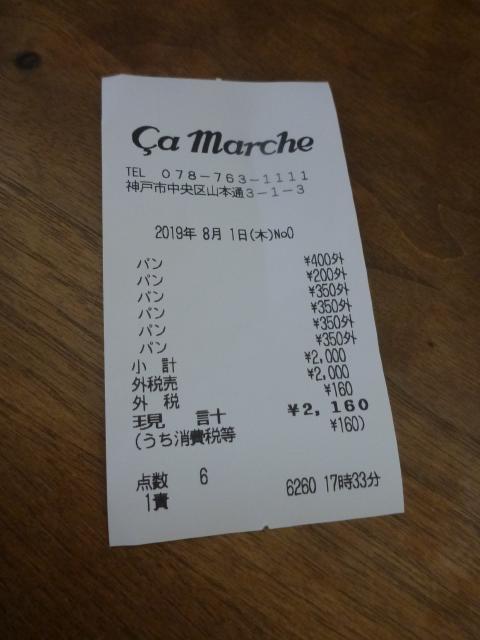 Ça marche
TEL 078-763-1111
神戸市中央区山本通3-1-3
2019年 8月 1日(木)No0
パン ¥400外
パン ¥200外
パン ¥350外
パン ¥350外
パン ¥350外
パン ¥350外
小 計 ¥2,000
外税売 ¥2,000
外 税 ¥160
現 計 ¥2,160
(うち消費税等 ¥160)
点数 6
1責 6260 17時33分